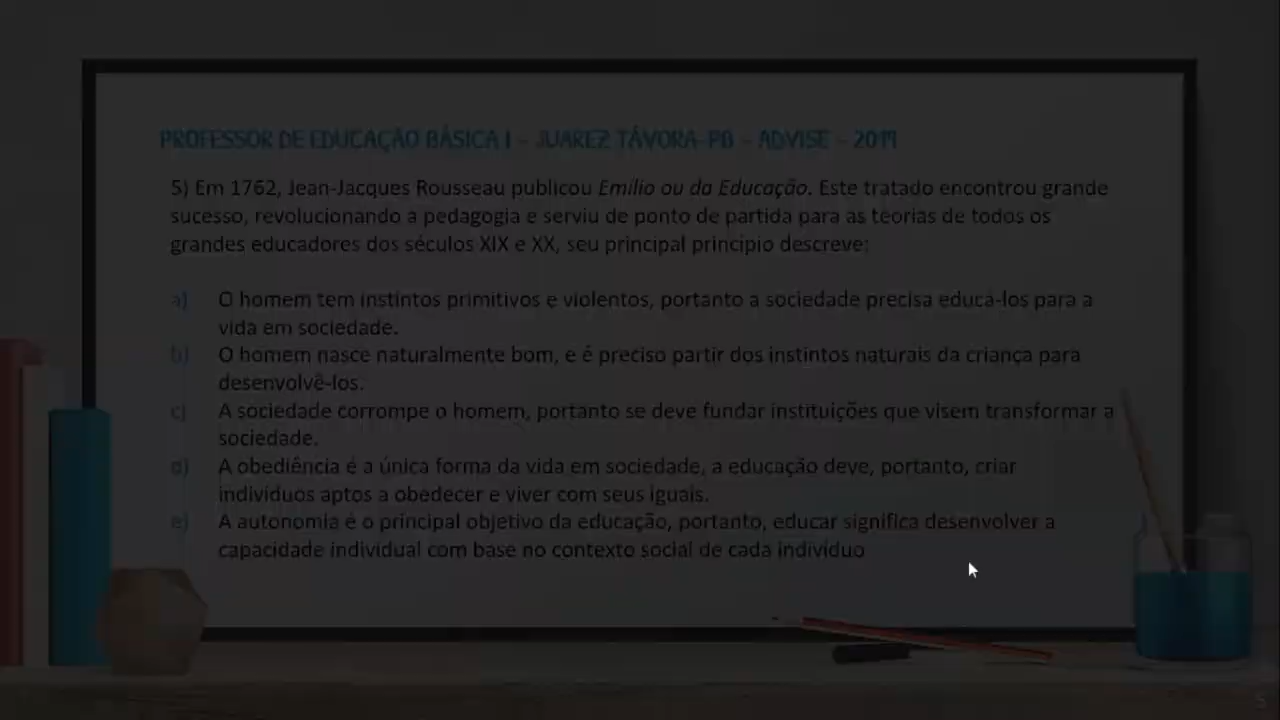 PROFESSOR DE EDUCAÇÃO BÁSICA I - JUAREZ TÁVORA-PB - ADVISE - 2019
5) Em 1762, Jean-Jacques Rousseau publicou Emílio ou da Educação. Este tratado encontrou grande
sucesso, revolucionando a pedagogia e serviu de ponto de partida para as teorias de todos os
grandes educadores dos séculos XIX e XX, seu principal princípio descreve:
a) O homem tem instintos primitivos e violentos, portanto a sociedade precisa educá-los para a
vida em sociedade.
b) O homem nasce naturalmente bom, e é preciso partir dos instintos naturais da criança para
desenvolvê-los.
c) A sociedade corrompe o homem, portanto se deve fundar instituições que visem transformar a
sociedade.
d) A obediência é a única forma da vida em sociedade, a educação deve, portanto, criar
indivíduos aptos a obedecer e viver com seus iguais.
e) A autonomia é o principal objetivo da educação, portanto, educar significa desenvolver a
capacidade individual com base no contexto social de cada indivíduo
5